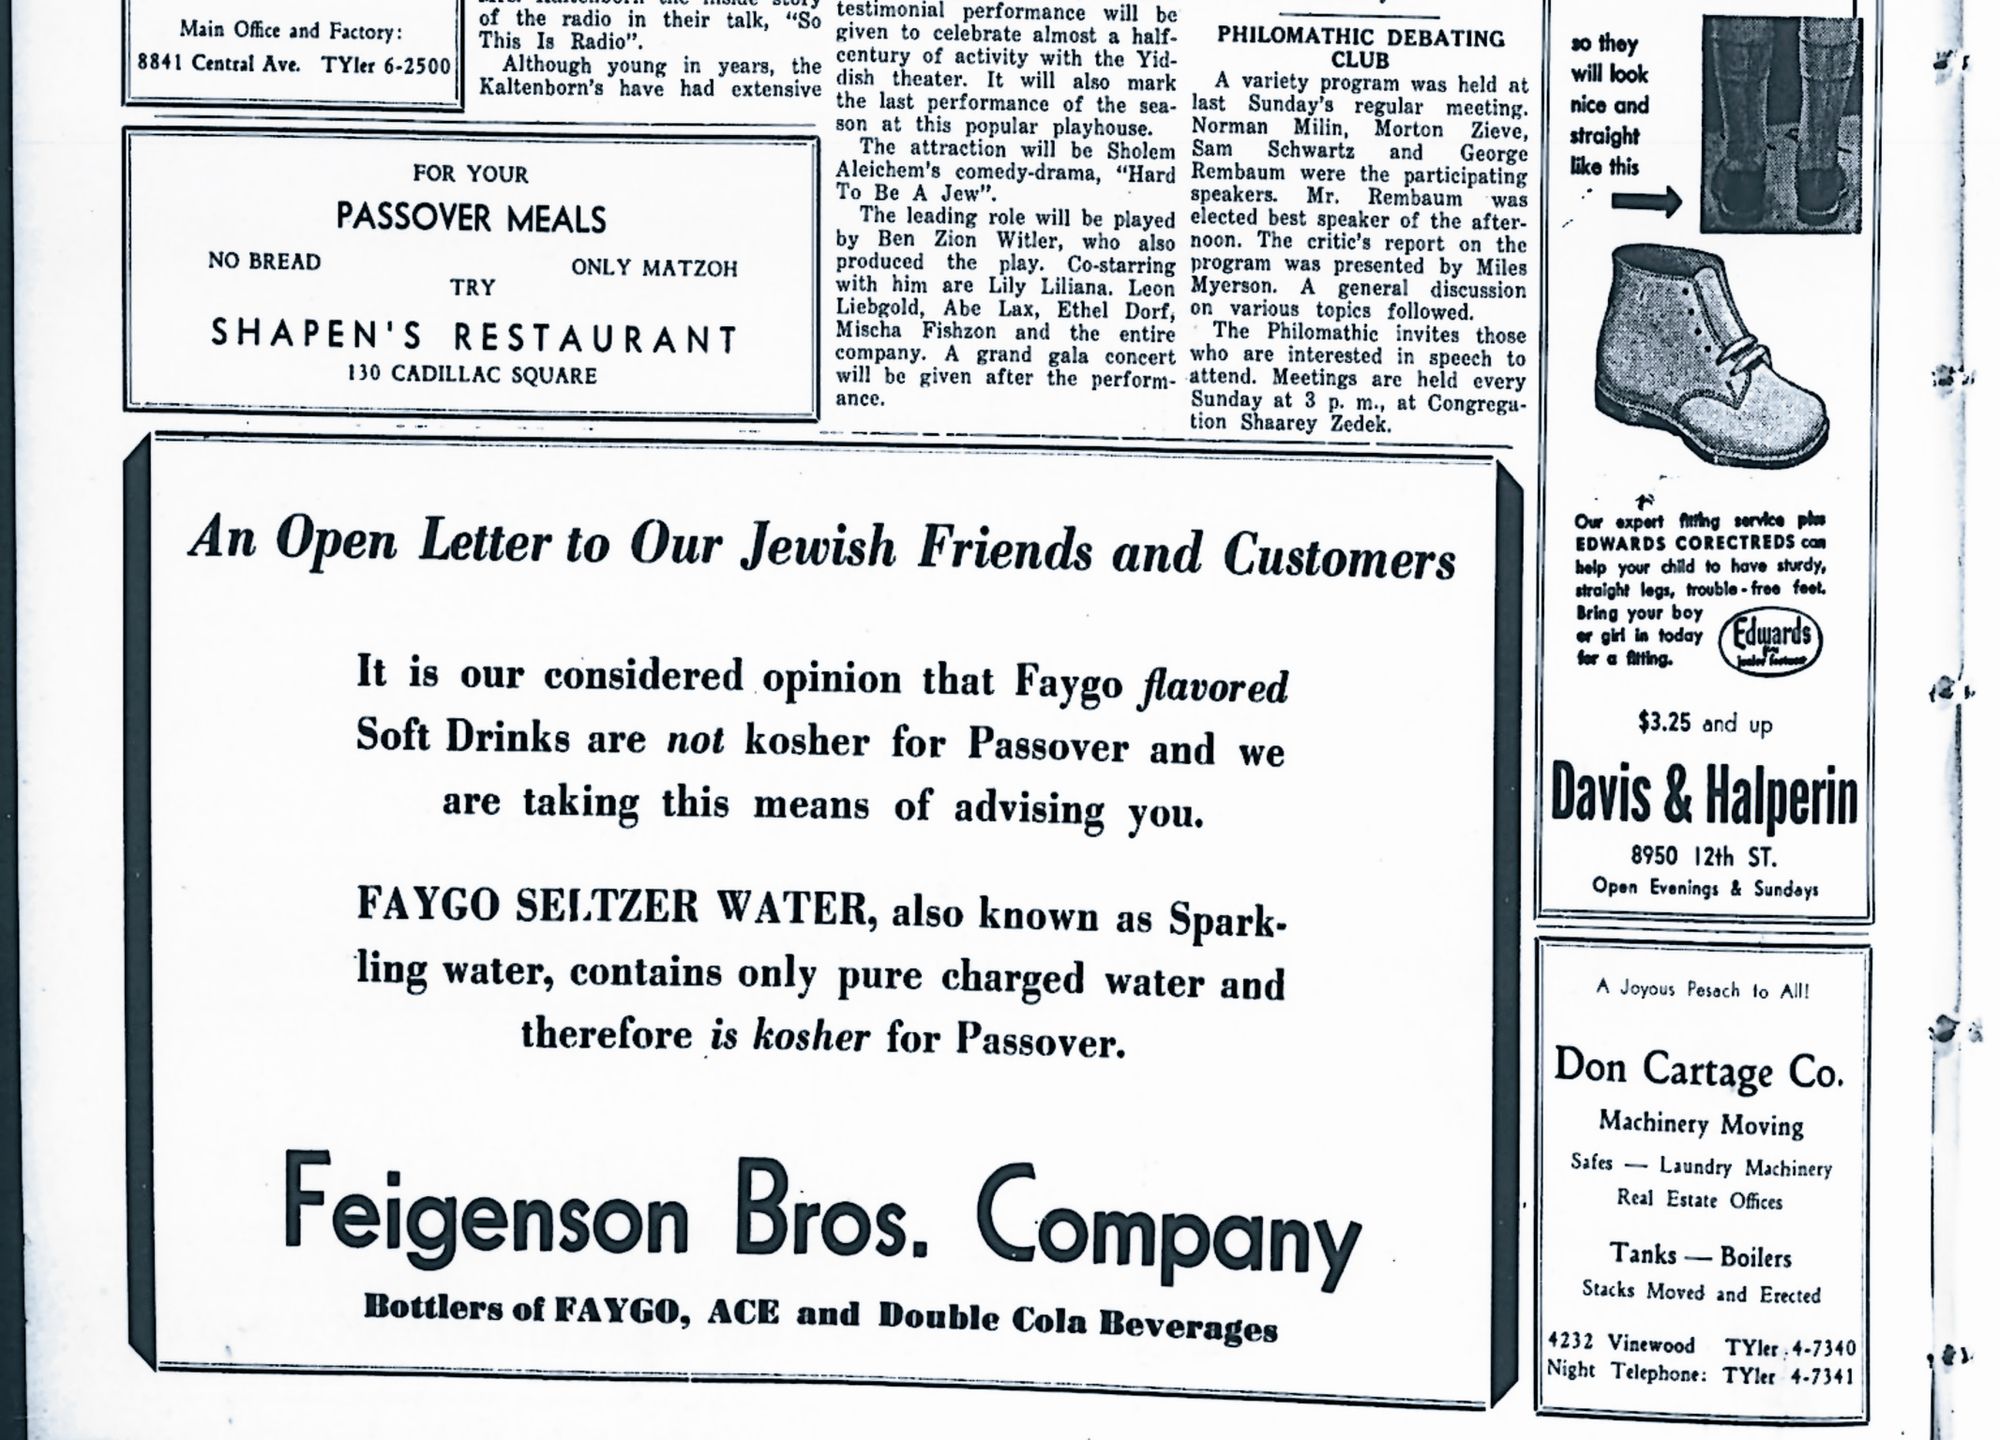 Main Office and Factory:
8841 Central Ave. TYler 6-2500
of the radio in their talk, "So
This Is Radio".
Although young in years, the
Kaltenborn's have had extensive
FOR YOUR
PASSOVER MEALS
NO BREAD ONLY MATZOH
TRY
SHAPEN'S RESTAURANT
130 CADILLAC SQUARE
testimonial performance will be
given to celebrate almost a half-
century of activity with the Yid-
dish theater. It will also mark
the last performance of the sea-
son at this popular playhouse.
The attraction will be Sholem
Aleichem's comedy-drama, "Hard
To Be A Jew".
The leading role will be played
by Ben Zion Witler, who also
produced the play. Co-starring
with him are Lily Liliana. Leon
Liebgold, Abe Lax, Ethel Dorf,
Mischa Fishzon and the entire
company. A grand gala concert
will be given after the perform-
ance.
PHILOMATHIC DEBATING
CLUB
A variety program was held at
last Sunday's regular meeting.
Norman Milin, Morton Zieve,
Sam Schwartz and George
Rembaum were the participating
speakers. Mr. Rembaum was
elected best speaker of the after-
noon. The critic's report on the
program was presented by Miles
Myerson. A general discussion
on various topics followed.
The Philomathic invites those
who are interested in speech to
attend. Meetings are held every
Sunday at 3 p. m., at Congrega-
tion Shaarey Zedek.
An Open Letter to Our Jewish Friends and Customers
It is our considered opinion that Faygo flavored
Soft Drinks are not kosher for Passover and we
are taking this means of advising you.
FAYGO SELTZER WATER, also known as Spark-
ling water, contains only pure charged water and
therefore is kosher for Passover.
Feigenson Bros. Company
Bottlers of FAYGO, ACE and Double Cola Beverages
so they
will look
nice and
straight
like this
Our expert fitting service plus
EDWARDS CORECTREDS can
help your child to have sturdy,
straight legs, trouble-free feet.
Bring your boy
or girl in today
for a fitting.
Edwards
$3.25 and up
Davis & Halperin
8950 12th ST.
Open Evenings & Sundays
A Joyous Pesach to All!
Don Cartage Co.
Machinery Moving
Safes — Laundry Machinery
Real Estate Offices
Tanks — Boilers
Stacks Moved and Erected
4232 Vinewood TYler 4-7340
Night Telephone: TYler 4-7341